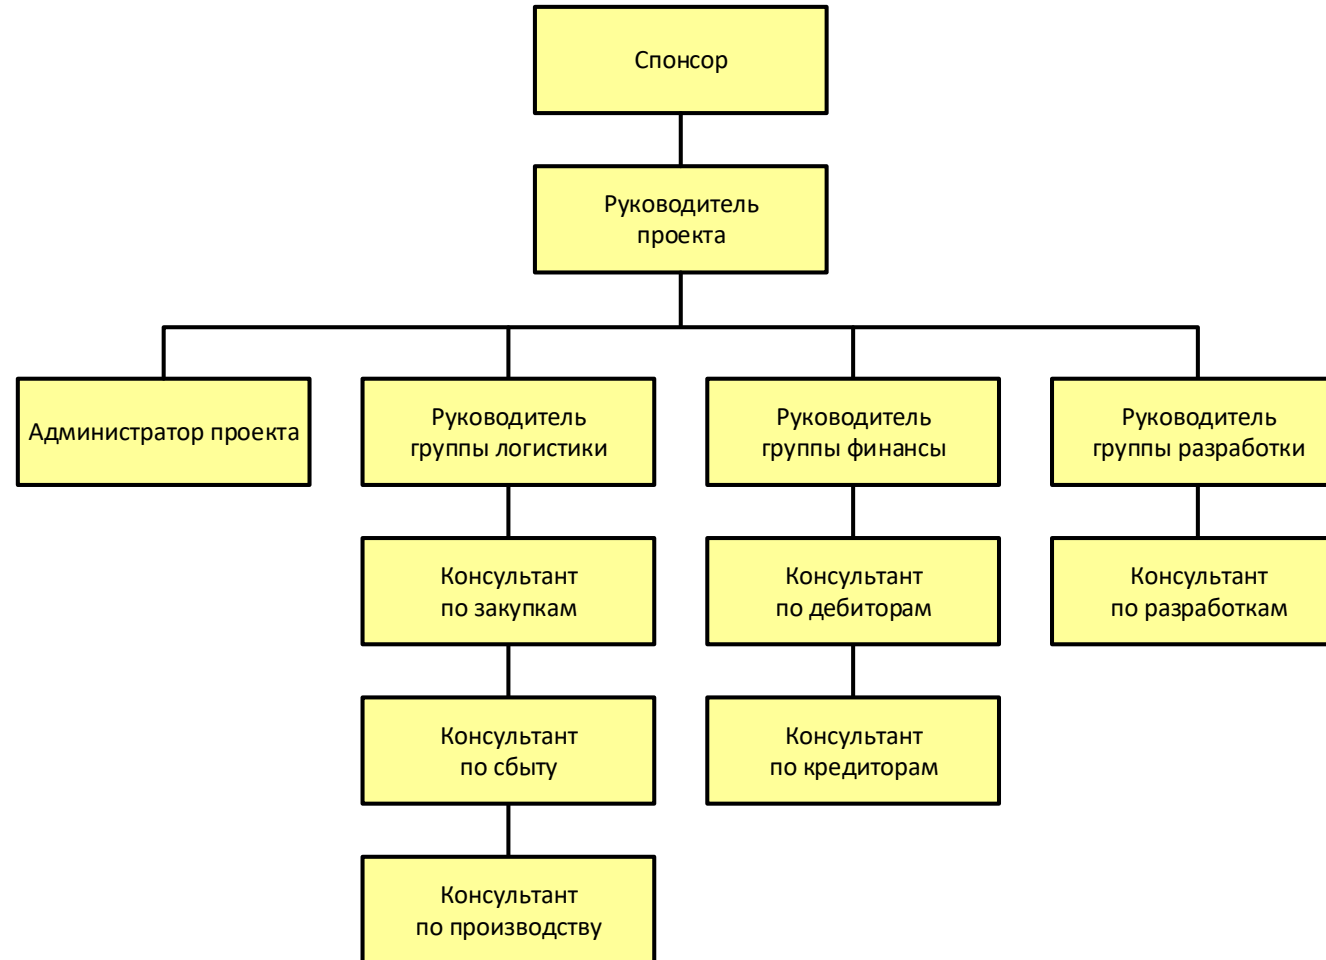 Спонсор
Руководитель
проекта
Администратор проекта
Руководитель
группы логистики
Руководитель
группы финансы
Руководитель
группы разработки
Консультант
по закупкам
Консультант
по дебиторам
Консультант
по разработкам
Консультант
по сбыту
Консультант
по кредиторам
Консультант
по производству